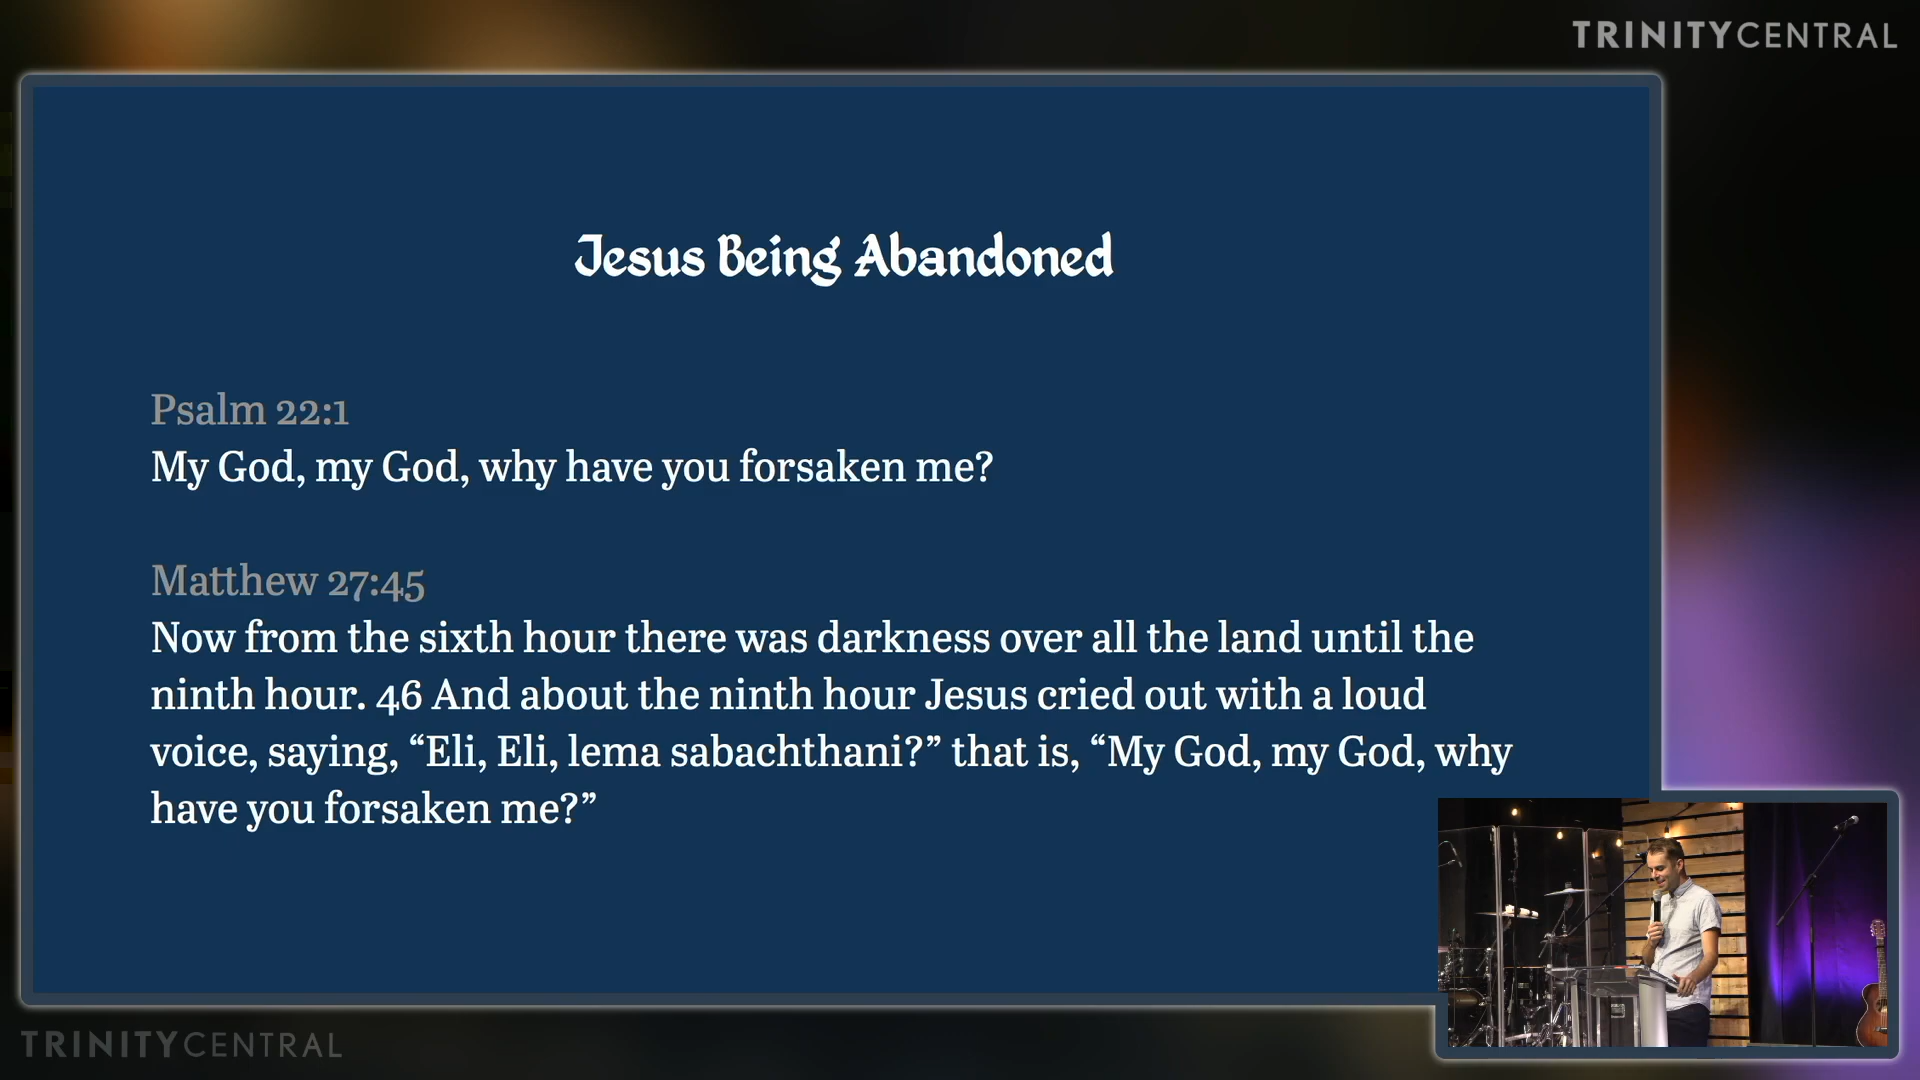 TRINITYCENTRAL
Jesus Being Abandoned
Psalm 22:1
My God, my God, why have you forsaken me?
Matthew 27:45
Now from the sixth hour there was darkness over all the land until the
ninth hour. 46 And about the ninth hour Jesus cried out with a loud
voice, saying, “Eli, Eli, lema sabachthani?” that is, “My God, my God, why
have you forsaken me?”
TRINITYCENTRAL